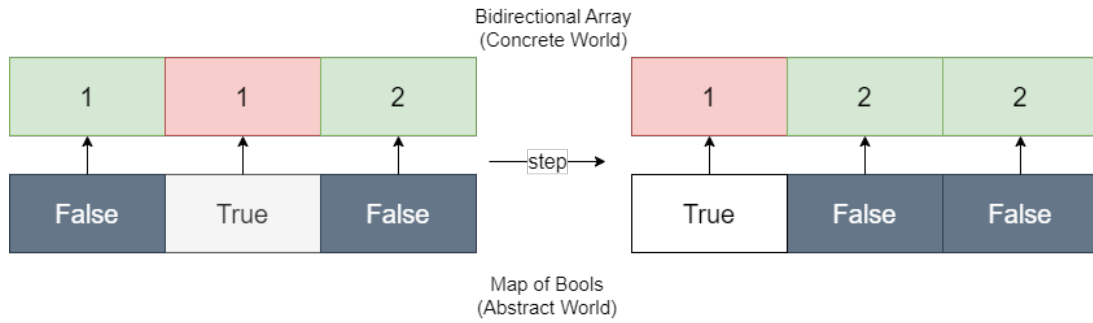 Bidirectional Array
(Concrete World)
1 1 2 1 2 2
step
False True False True False False
Map of Bools
(Abstract World)